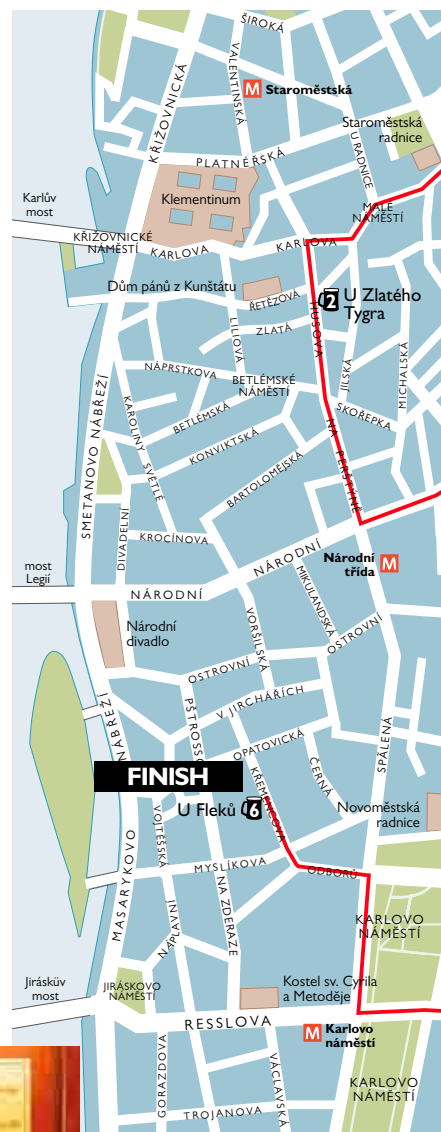 ŠIROKÁ
VALENTINSKÁ
KŘIŽOVNICKÁ
M Staroměstská
Staroměstská
radnice
U RADNICE
PLATNÉŘSKÁ
Klementinum
Karlův
most
MALÉ
NÁMĚSTÍ
KŘIŽOVNICKÉ
NÁMĚSTÍ
KARLOVA
KARLOVA
Dům pánů z Kunštátu
ŘETĚZOVÁ
2 U Zlatého
Tygra
HUSOVA
LILIOVÁ
ZLATÁ
JILSKÁ
MICHALSKÁ
NÁPRSTKOVA
BETLÉMSKÉ
NÁMĚSTÍ
SMETANOVO NÁBŘEŽÍ
KAROLINY SVĚTLÉ
BETLÉMSKÁ
SKOŘEPKA
KONVIKTSKÁ
NA PERŠTÝNĚ
BARTOLOMĚJSKÁ
DIVADELNÍ
KROCÍNOVA
NÁRODNÍ
Národní
třída M
most
Legií
NÁRODNÍ
MIKULANDSKÁ
Národní
divadlo
VORŠILSKÁ
OSTROVNÍ
OSTROVNÍ
PŠTROSSO
V JIRCHÁŘÍCH
SPÁLENÁ
NÁBŘEŽÍ
OPATOVICKÁ
ČERNÁ
FINISH
U Fleků 6
KŘEMENCOVA
Novoměstská
radnice
VOJTĚŠSKÁ
MYSLÍKOVA
ODBORŮ
MASARYKOVO
NA ZDERAZE
KARLOVO
NÁMĚSTÍ
NÁPLAVNÍ
Jiráskův
most
JIRÁSKOVO
NÁMĚSTÍ
Kostel sv. Cyrila
a Metoděje
RESSLOVA
M Karlovo
náměstí
GORAZDOVA
VÁCLAVSKÁ
KARLOVO
NÁMĚSTÍ
TROJANOVA